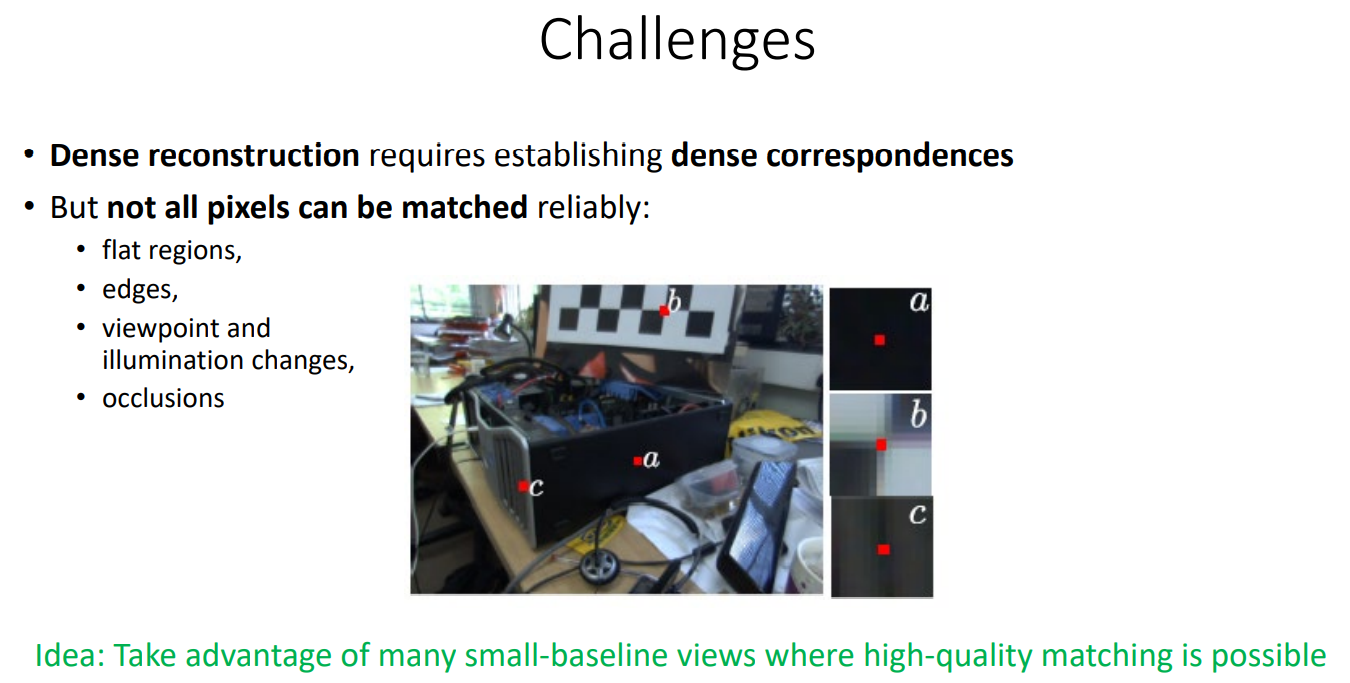 Challenges
• Dense reconstruction requires establishing dense correspondences
• But not all pixels can be matched reliably:
• flat regions,
• edges,
• viewpoint and
illumination changes,
• occlusions
b
a
c
a
b
c
Idea: Take advantage of many small-baseline views where high-quality matching is possible